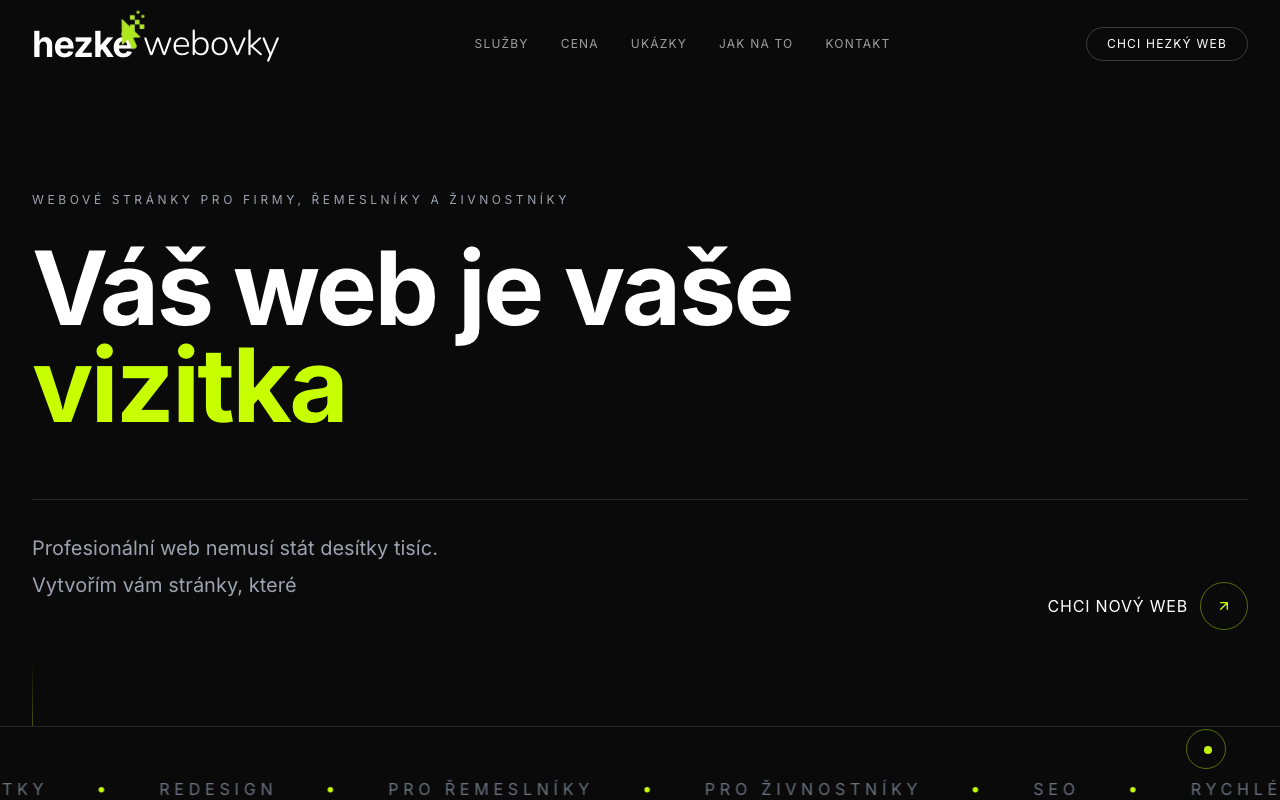 hezké webovky
SLUŽBY
CENA
UKÁZKY
JAK NA TO
KONTAKT
CHCI HEZKÝ WEB
WEBOVÉ STRÁNKY PRO FIRMY, ŘEMESLNÍKY A ŽIVNOSTNÍKY
Váš web je vaše
vizitka
Profesionální web nemusí stát desítky tisíc.
Vytvořím vám stránky, které
CHCI NOVÝ WEB
TKY • REDESIGN • PRO ŘEMESLNÍKY • PRO ŽIVNOSTNÍKY • SEO • RYCHLÉ